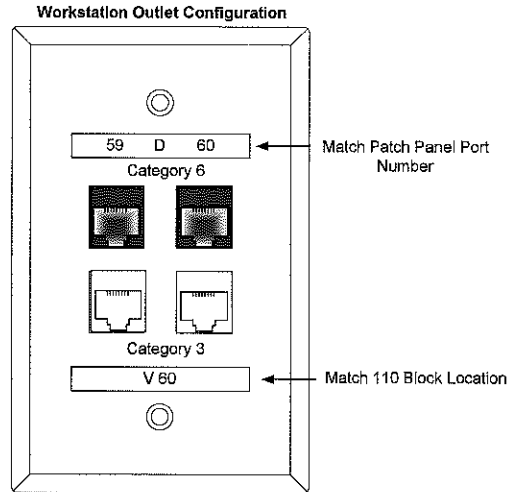 Workstation Outlet Configuration
59 D 60
Match Patch Panel Port
Number
Category 6
Category 3
V 60
Match 110 Block Location